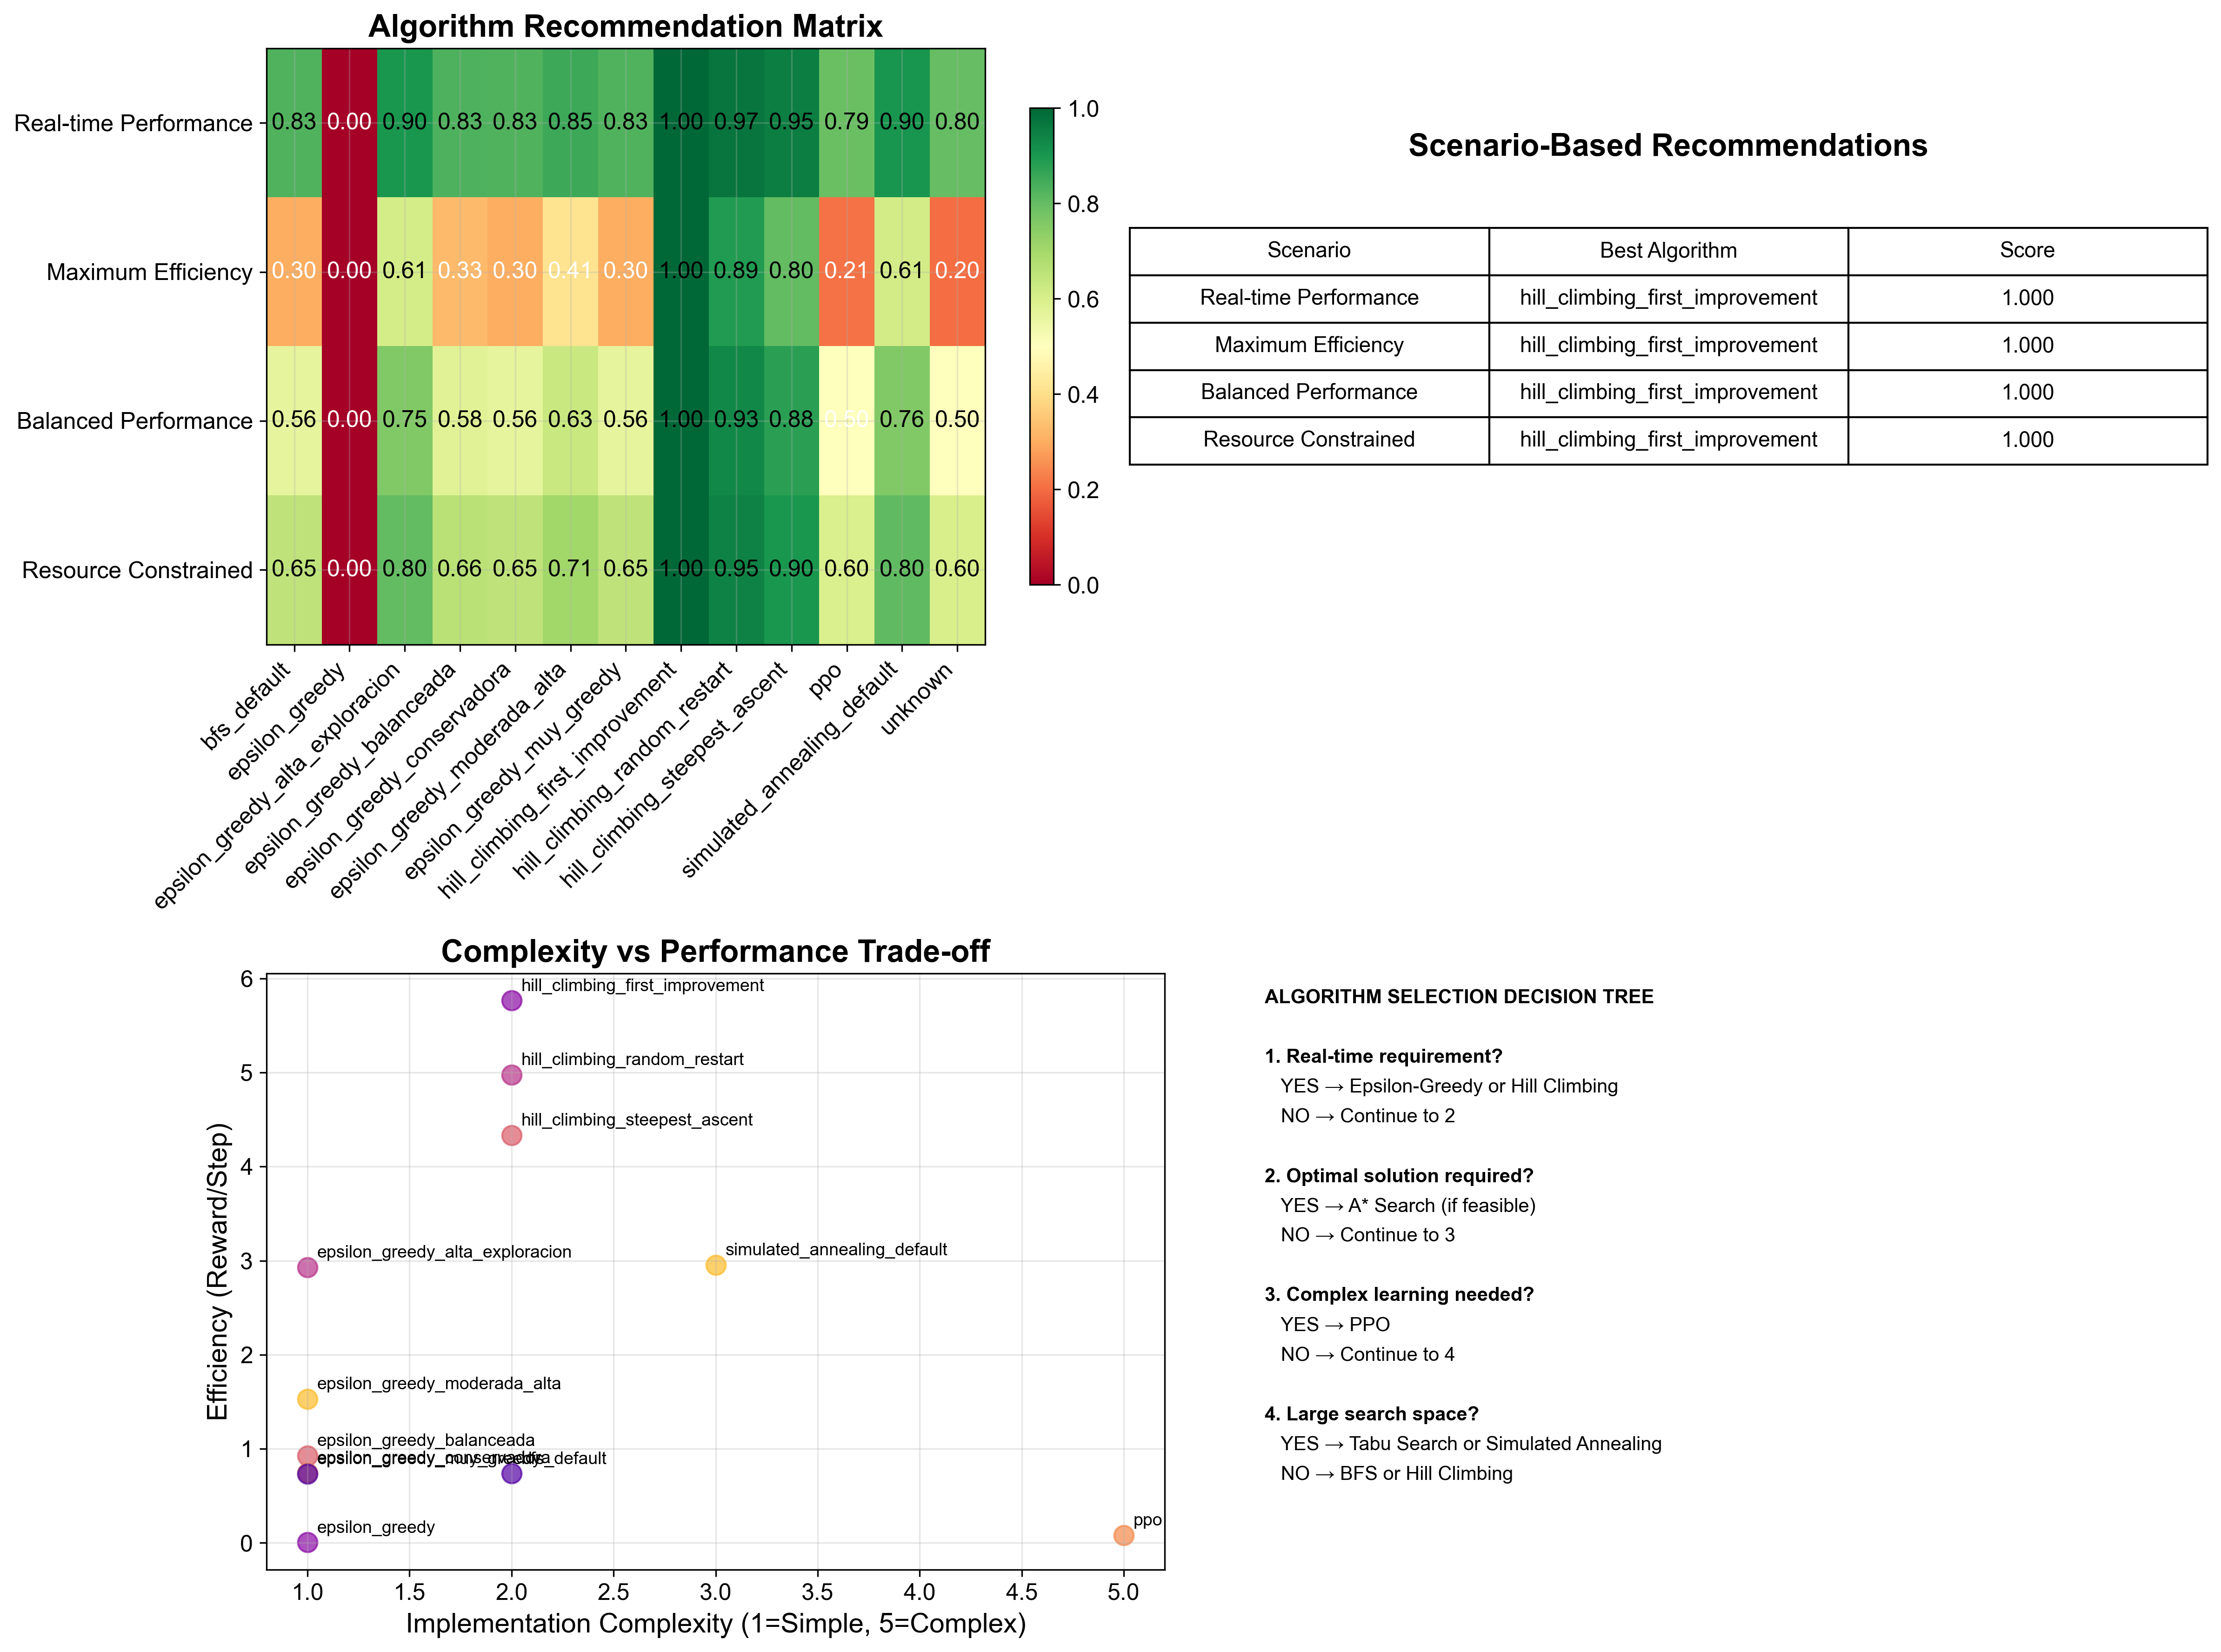 Algorithm Recommendation Matrix
Real-time Performance 0.83 0.00 0.90 0.83 0.83 0.85 0.83 1.00 0.97 0.95 0.79 0.90 0.80
Maximum Efficiency 0.30 0.00 0.61 0.33 0.30 0.41 0.30 1.00 0.89 0.80 0.21 0.61 0.20
Balanced Performance 0.56 0.00 0.75 0.58 0.56 0.63 0.56 1.00 0.93 0.88 0.50 0.76 0.50
Resource Constrained 0.65 0.00 0.80 0.66 0.65 0.71 0.65 1.00 0.95 0.90 0.60 0.80 0.60
bfs_default
epsilon_greedy
epsilon_greedy_alta_exploracion
epsilon_greedy_balanceada
epsilon_greedy_conservadora
epsilon_greedy_moderada_alta
epsilon_greedy_muy_greedy
hill_climbing_first_improvement
hill_climbing_random_restart
hill_climbing_steepest_ascent
ppo
simulated_annealing_default
unknown
1.0
0.8
0.6
0.4
0.2
0.0
Scenario-Based Recommendations
Scenario Best Algorithm Score
Real-time Performance hill_climbing_first_improvement 1.000
Maximum Efficiency hill_climbing_first_improvement 1.000
Balanced Performance hill_climbing_first_improvement 1.000
Resource Constrained hill_climbing_first_improvement 1.000
Complexity vs Performance Trade-off
Efficiency (Reward/Step)
6
5
4
3
2
1
0
hill_climbing_first_improvement
hill_climbing_random_restart
hill_climbing_steepest_ascent
epsilon_greedy_alta_exploracion
simulated_annealing_default
epsilon_greedy_moderada_alta
epsilon_greedy_balanceada
epsilon_greedy
ppo
1.0 1.5 2.0 2.5 3.0 3.5 4.0 4.5 5.0
Implementation Complexity (1=Simple, 5=Complex)
ALGORITHM SELECTION DECISION TREE
1. Real-time requirement?
YES → Epsilon-Greedy or Hill Climbing
NO → Continue to 2
2. Optimal solution required?
YES → A* Search (if feasible)
NO → Continue to 3
3. Complex learning needed?
YES → PPO
NO → Continue to 4
4. Large search space?
YES → Tabu Search or Simulated Annealing
NO → BFS or Hill Climbing